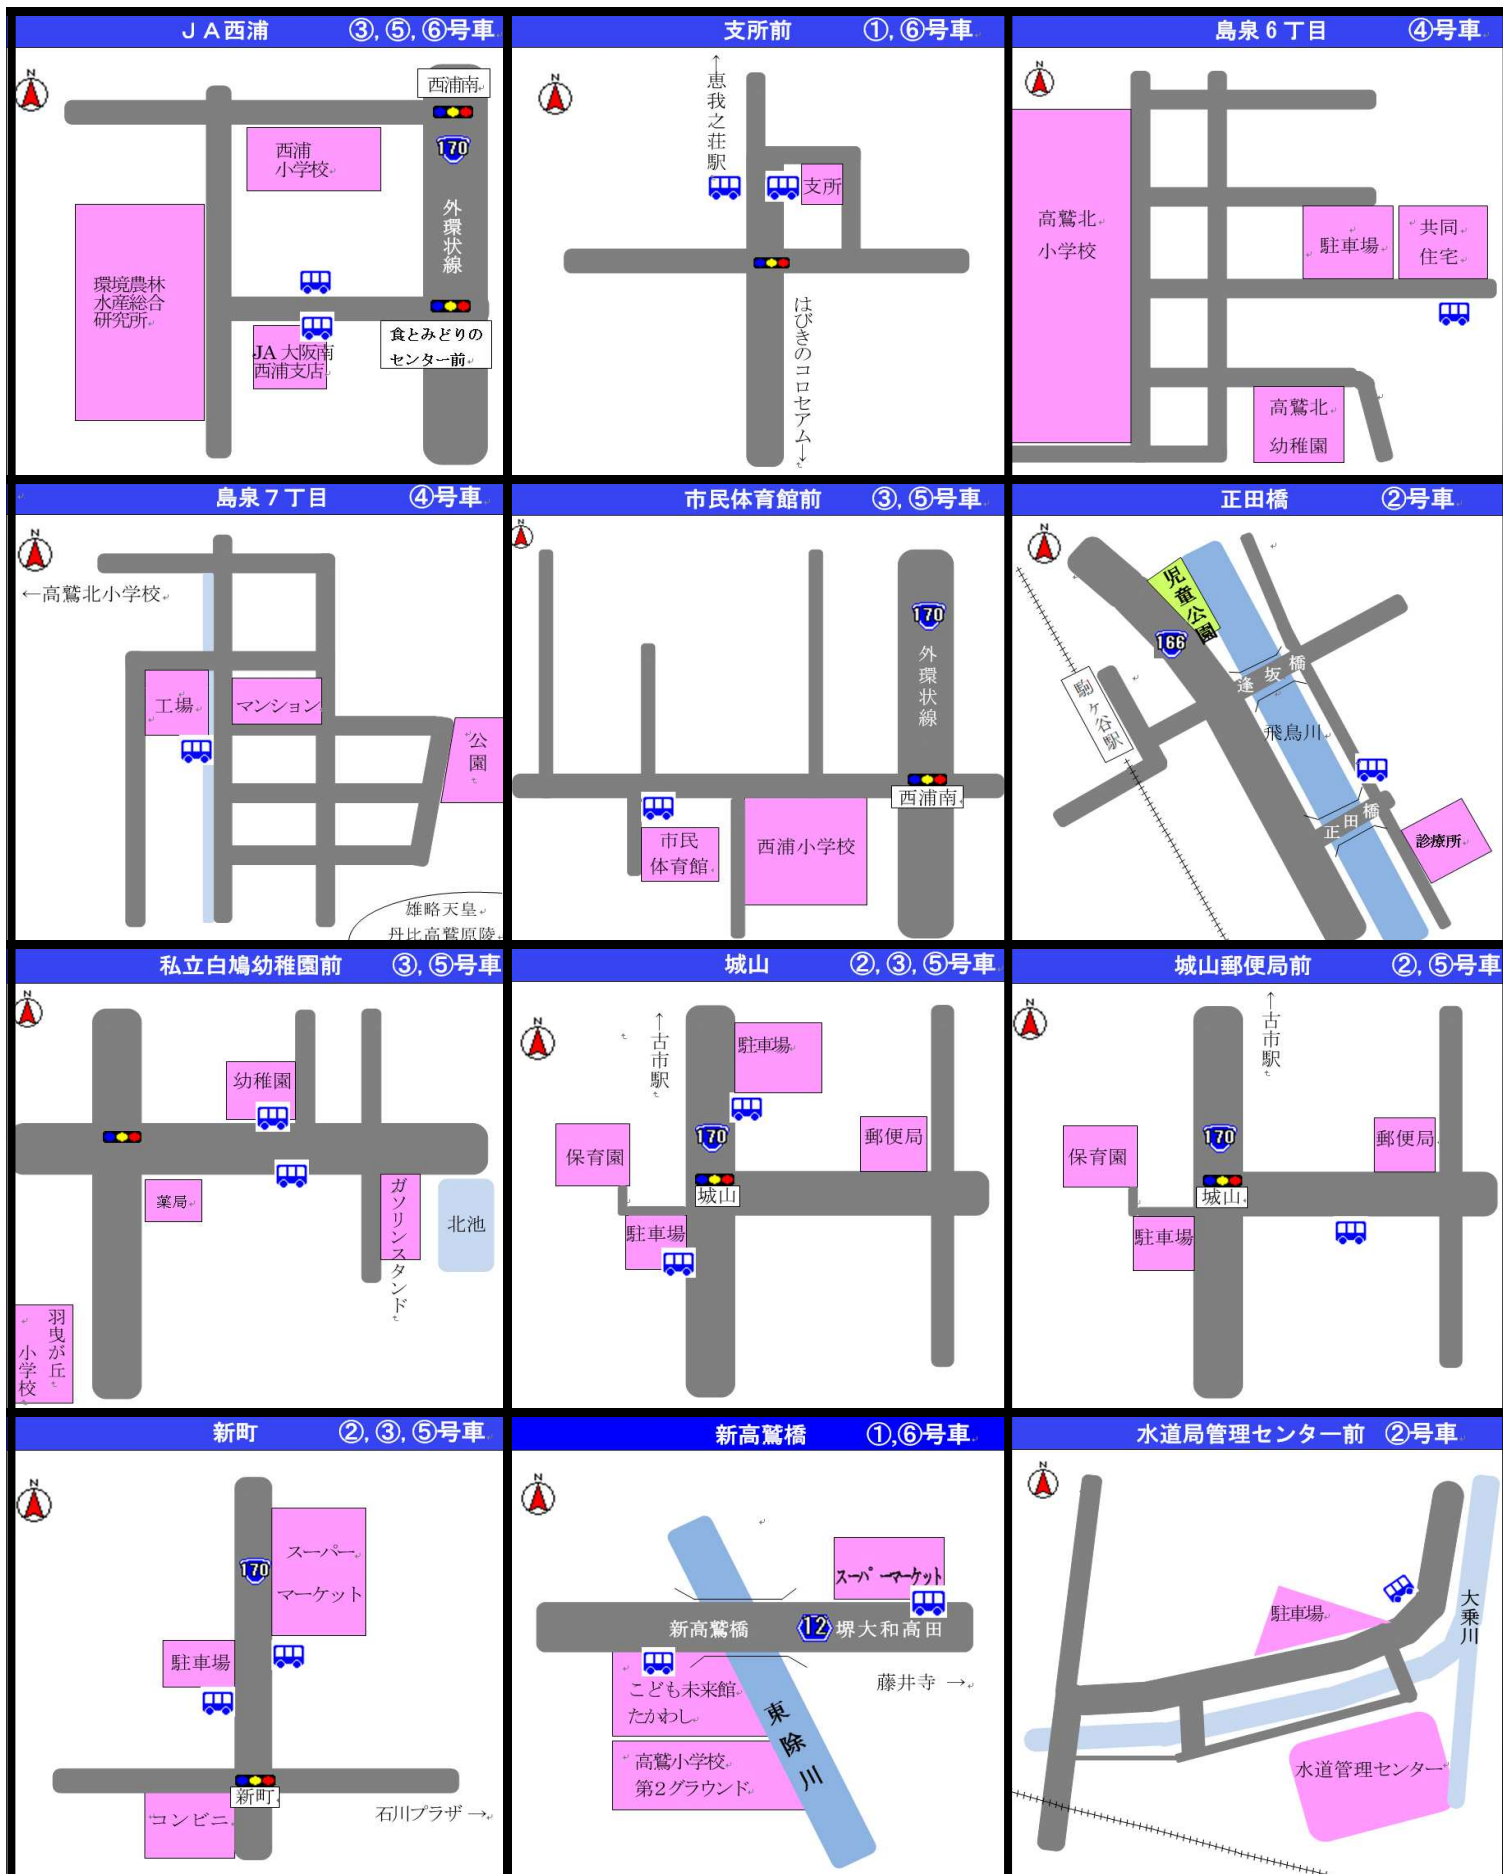 JA西浦 ③,⑤,⑥号車
N
西浦南
170
外環状線
西浦
小学校
環境農林
水産総合
研究所
JA大阪南
西浦支店
食とみどりの
センター前
支所前 ①,⑥号車
N
↑恵我之荘駅
支所
はびきのコロセアム↓
島泉6丁目 ④号車
N
高鷲北
小学校
駐車場
共同
住宅
高鷲北
幼稚園
島泉7丁目 ④号車
N
←高鷲北小学校
工場
マンション
公園
雄略天皇
丹比高鷲原陵
市民体育館前 ③,⑤号車
N
170
外環状線
西浦南
市民
体育館
西浦小学校
正田橋 ②号車
N
児童公園
166
逢坂橋
駒ヶ谷駅
飛鳥川
正田橋
診療所
私立白鳩幼稚園前 ③,⑤号車
N
幼稚園
薬局
ガソリンスタンド
北池
羽曳が丘
小学校
城山 ②,③,⑤号車
N
↑古市駅
駐車場
170
保育園
郵便局
城山
駐車場
城山郵便局前 ②,⑤号車
N
↑古市駅
170
保育園
郵便局
城山
駐車場
新町 ②,③,⑤号車
N
170
スーパー
マーケット
駐車場
新町
コンビニ
石川プラザ→
新高鷲橋 ①,⑥号車
N
スーパーマーケット
新高鷲橋
12
堺大和高田
こども未来館
たかわし
藤井寺 →
東除川
高鷲小学校
第2グラウンド
水道局管理センター前 ②号車
N
駐車場
大乗川
水道管理センター